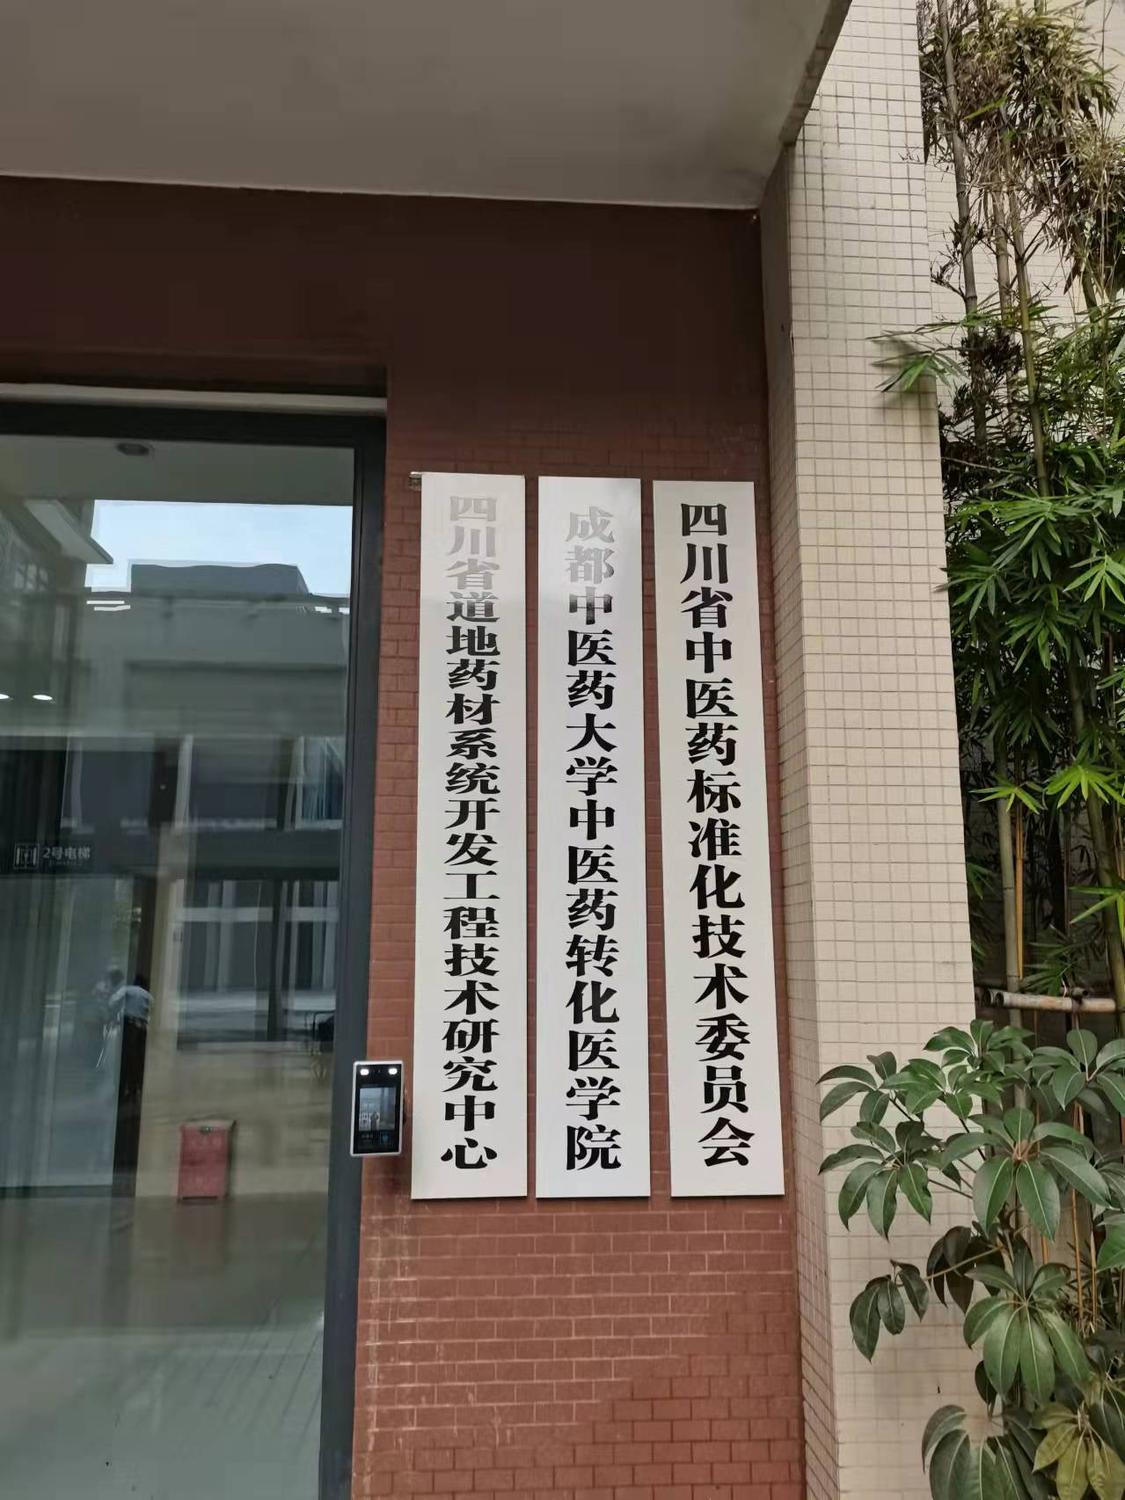 四川省道地药材系统开发工程技术研究中心
成都中医药大学中医药转化医学院
四川省中医药标准化技术委员会
2号电梯